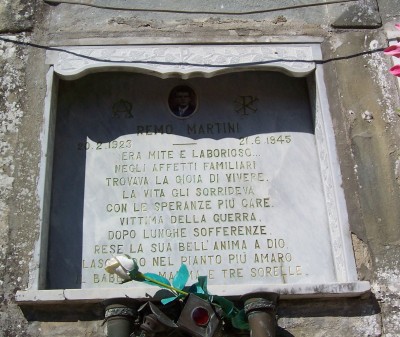 REMO MARTINI
20.2.1923 21.6.1945
ERA MITE E LABORIOSO...
NEGLI AFFETTI FAMILIARI
TROVAVA LA GIOIA DI VIVERE.
LA VITA GLI SORRIDEVA
CON LE SPERANZE PIÙ CARE.
VITTIMA DELLA GUERRA,
DOPO LUNGHE SOFFERENZE,
RESE LA SUA BELL'ANIMA A DIO,
NEL PIANTO PIÙ AMARO
E TRE SORELLE.